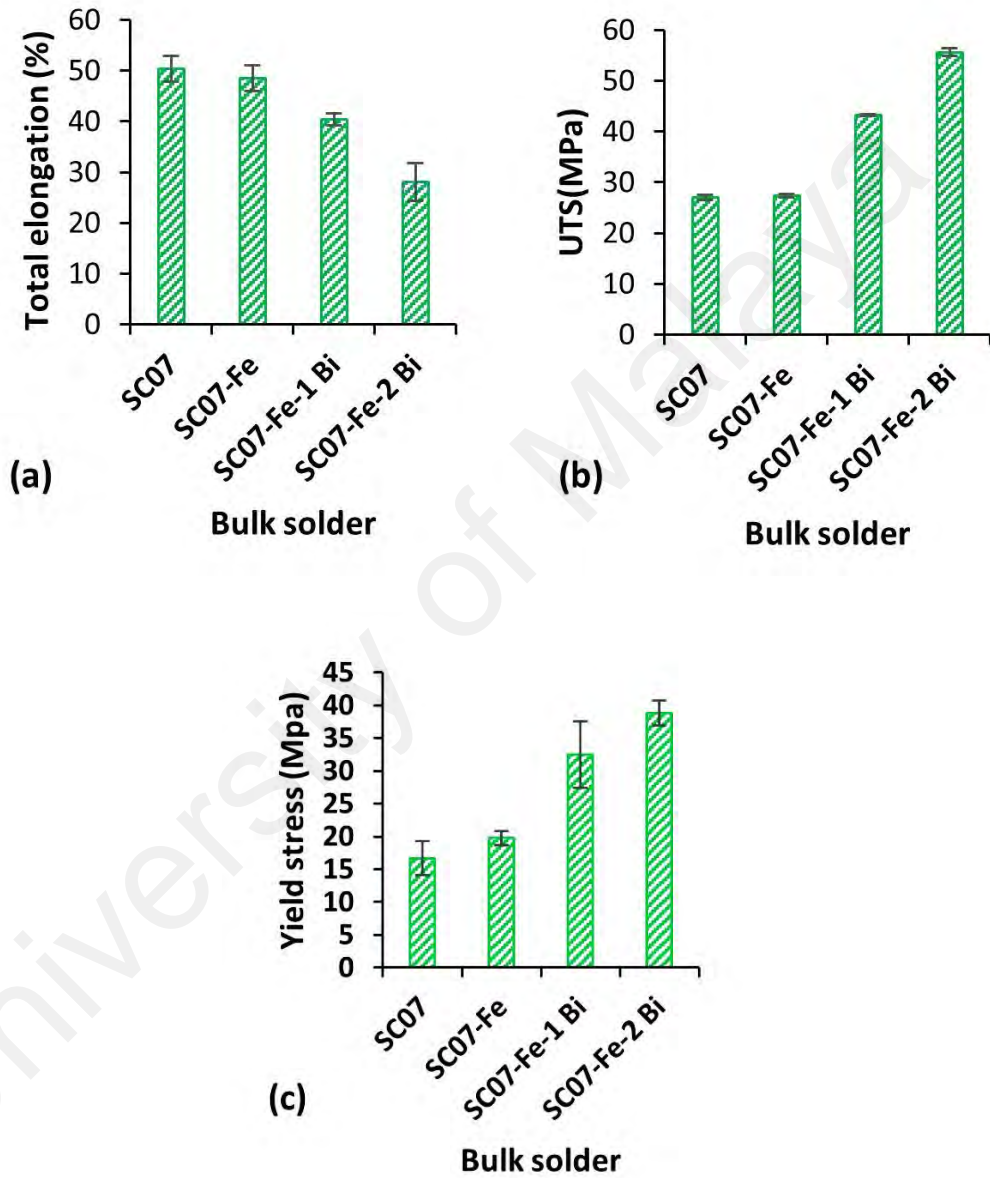 Total elongation (%)
60
50
40
30
20
10
0
SC07
SC07-Fe
SC07-Fe-1 Bi
SC07-Fe-2 Bi
(a)
Bulk solder
UTS(MPa)
60
50
40
30
20
10
0
SC07
SC07-Fe
SC07-Fe-1 Bi
SC07-Fe-2 Bi
(b)
Bulk solder
Yield stress (Mpa)
45
40
35
30
25
20
15
10
5
0
SC07
SC07-Fe
SC07-Fe-1 Bi
SC07-Fe-2 Bi
(c)
Bulk solder
University of Malaya